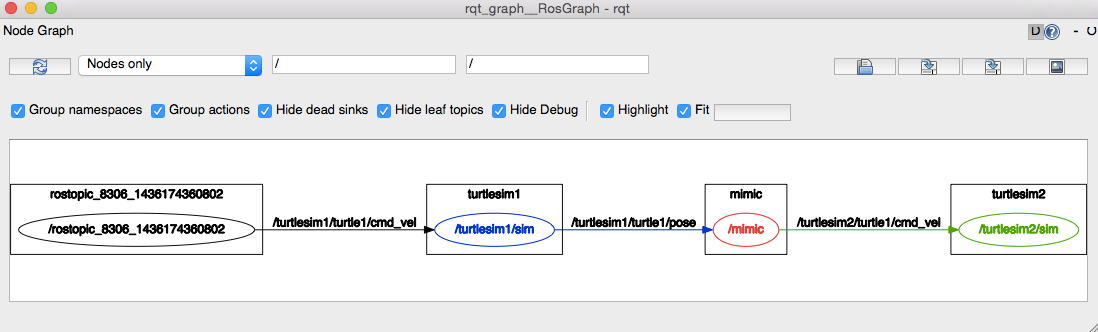 rqt_graph__RosGraph - rqt
Node Graph
D ? - O
Nodes only / /
Group namespaces Group actions Hide dead sinks Hide leaf topics Hide Debug Highlight Fit
rostopic_8306_1436174360802 turtlesim1 mimic turtlesim2
/rostopic_8306_1436174360802 /turtlesim1/turtle1/cmd_vel /turtlesim1/sim /turtlesim1/turtle1/pose /mimic /turtlesim2/turtle1/cmd_vel /turtlesim2/sim